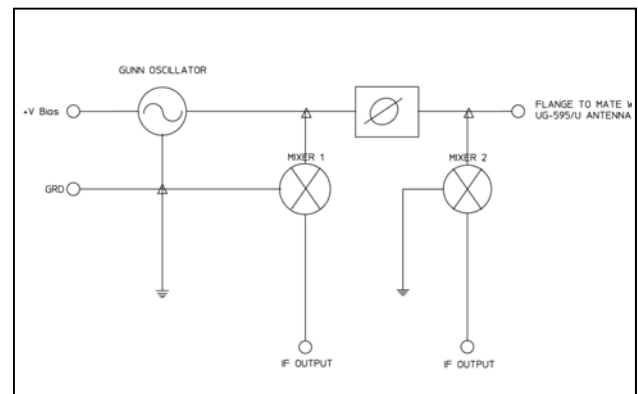 GUNN OSCILLATOR
+V Bias
FLANGE TO MATE
UG-595/U ANTENNA
MIXER 1
MIXER 2
GRD
IF OUTPUT
IF OUTPUT